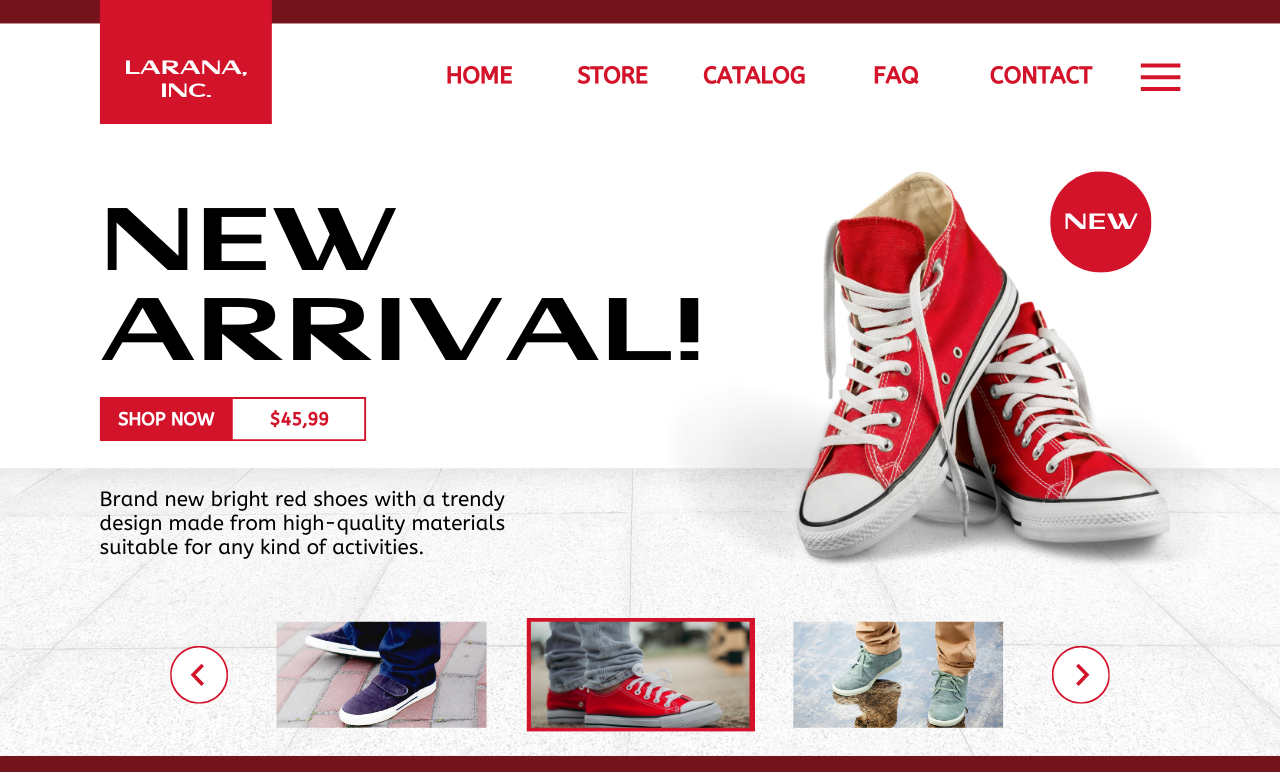 LARANA,
INC.
HOME STORE CATALOG FAQ CONTACT
NEW
ARRIVAL!
NEW
SHOP NOW $45,99
Brand new bright red shoes with a trendy
design made from high-quality materials
suitable for any kind of activities.